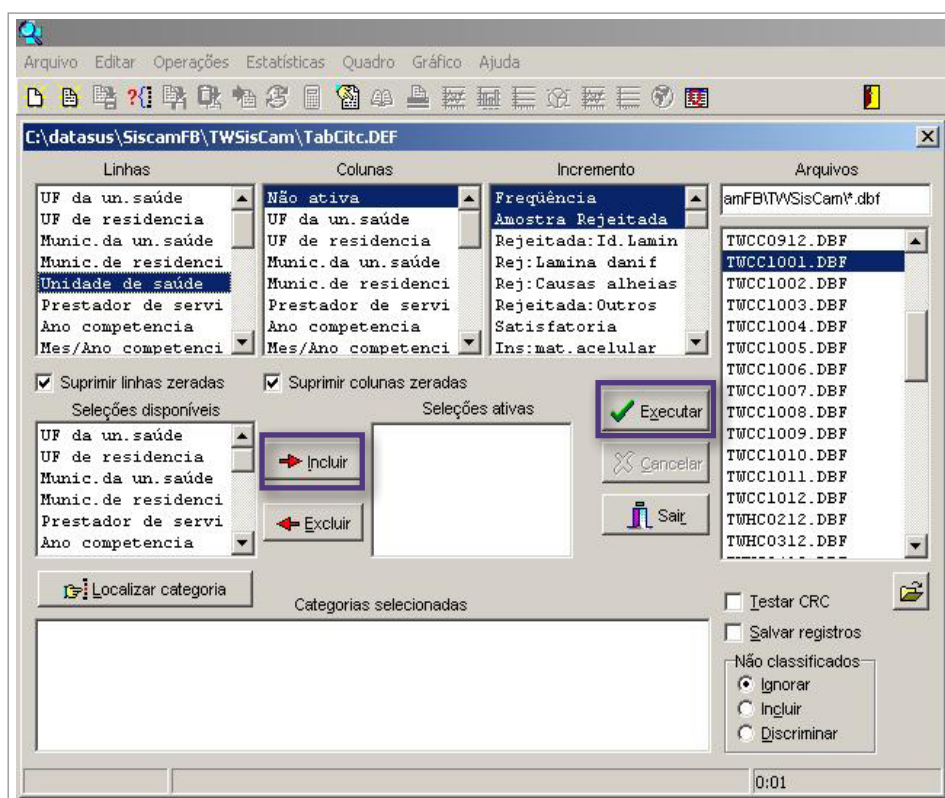 Arquivo Editar Operações Estatísticas Quadro Gráfico Ajuda
C:\datasus\SiscamFB\TWSisCam\TabCitc.DEF
Linhas
UF da un.saúde
UF de residencia
Munic.da un.saúde
Munic.de residenci
Unidade de saúde
Prestador de servi
Ano competencia
Mes/Ano competenci
Colunas
Não ativa
UF da un.saúde
UF de residencia
Munic.da un.saúde
Munic.de residenci
Prestador de servi
Ano competencia
Mes/Ano competenci
Incremento
Freqüência
Amostra Rejeitada
Rejeitada:Id.Lamin
Rej:Lamina danif
Rej:Causas alheias
Rejeitada:Outros
Satisfatoria
Ins:mat.acelular
Arquivos
amFB\TWSisCam\*.dbf
TWCC0912.DBF
TWCC1001.DBF
TWCC1002.DBF
TWCC1003.DBF
TWCC1004.DBF
TWCC1005.DBF
TWCC1006.DBF
TWCC1007.DBF
TWCC1008.DBF
TWCC1009.DBF
TWCC1010.DBF
TWCC1011.DBF
TWCC1012.DBF
TWHC0212.DBF
TWHC0312.DBF
Suprimir linhas zeradas
Suprimir colunas zeradas
Seleções disponíveis
UF da un.saúde
UF de residencia
Munic.da un.saúde
Munic.de residenci
Prestador de servi
Ano competencia
Incluir
Excluir
Seleções ativas
Executar
Cancelar
Sair
Localizar categoria
Categorias selecionadas
Testar CRC
Salvar registros
Não classificados
Ignorar
Incluir
Discriminar
0:01